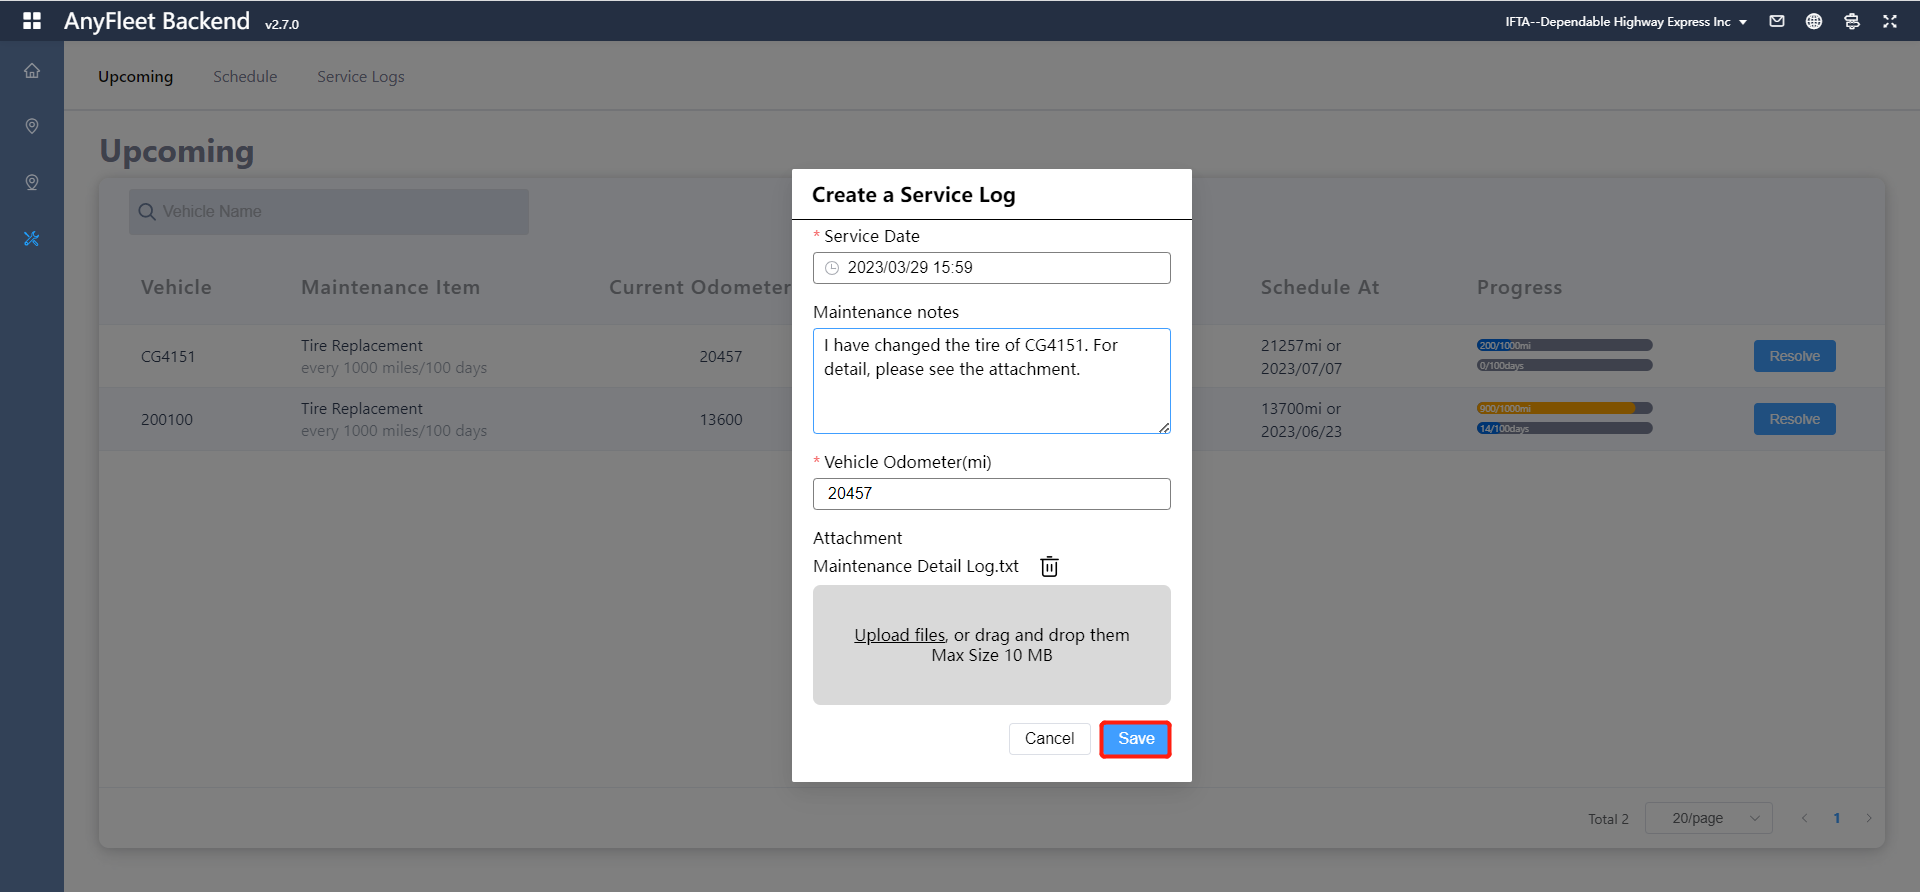 AnyFleet Backend v2.7.0
IFTA--Dependable Highway Express Inc
Upcoming
Schedule
Service Logs
Upcoming
Vehicle Name
Vehicle
Maintenance Item
Current Odometer
Schedule At
Progress
CG4151
Tire Replacement
every 1000 miles/100 days
20457
21257mi or
2023/07/07
200/1000mi
0/100days
Resolve
200100
Tire Replacement
every 1000 miles/100 days
13600
13700mi or
2023/06/23
900/1000mi
14/100days
Resolve
Total 2
20/page
1
Create a Service Log
* Service Date
2023/03/29 15:59
Maintenance notes
I have changed the tire of CG4151. For
detail, please see the attachment.
* Vehicle Odometer(mi)
20457
Attachment
Maintenance Detail Log.txt
Upload files, or drag and drop them
Max Size 10 MB
Cancel
Save